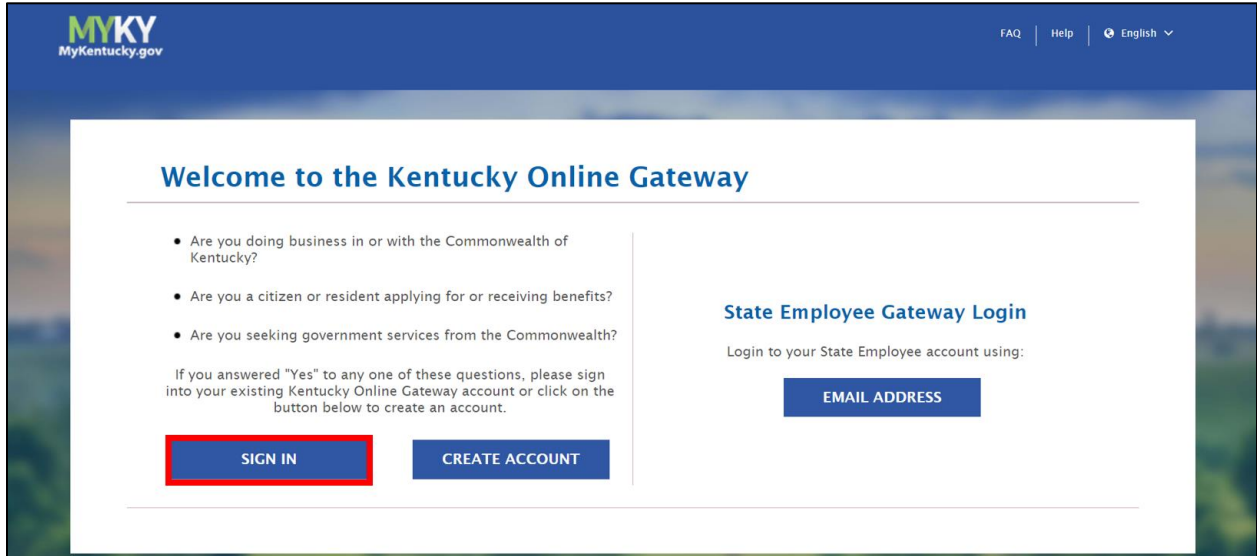 MYKY
MyKentucky.gov
FAQ
Help
English
Welcome to the Kentucky Online Gateway
Are you doing business in or with the Commonwealth of
Kentucky?
Are you a citizen or resident applying for or receiving benefits?
Are you seeking government services from the Commonwealth?
If you answered "Yes" to any one of these questions, please sign
into your existing Kentucky Online Gateway account or click on the
button below to create an account.
SIGN IN
CREATE ACCOUNT
State Employee Gateway Login
Login to your State Employee account using:
EMAIL ADDRESS